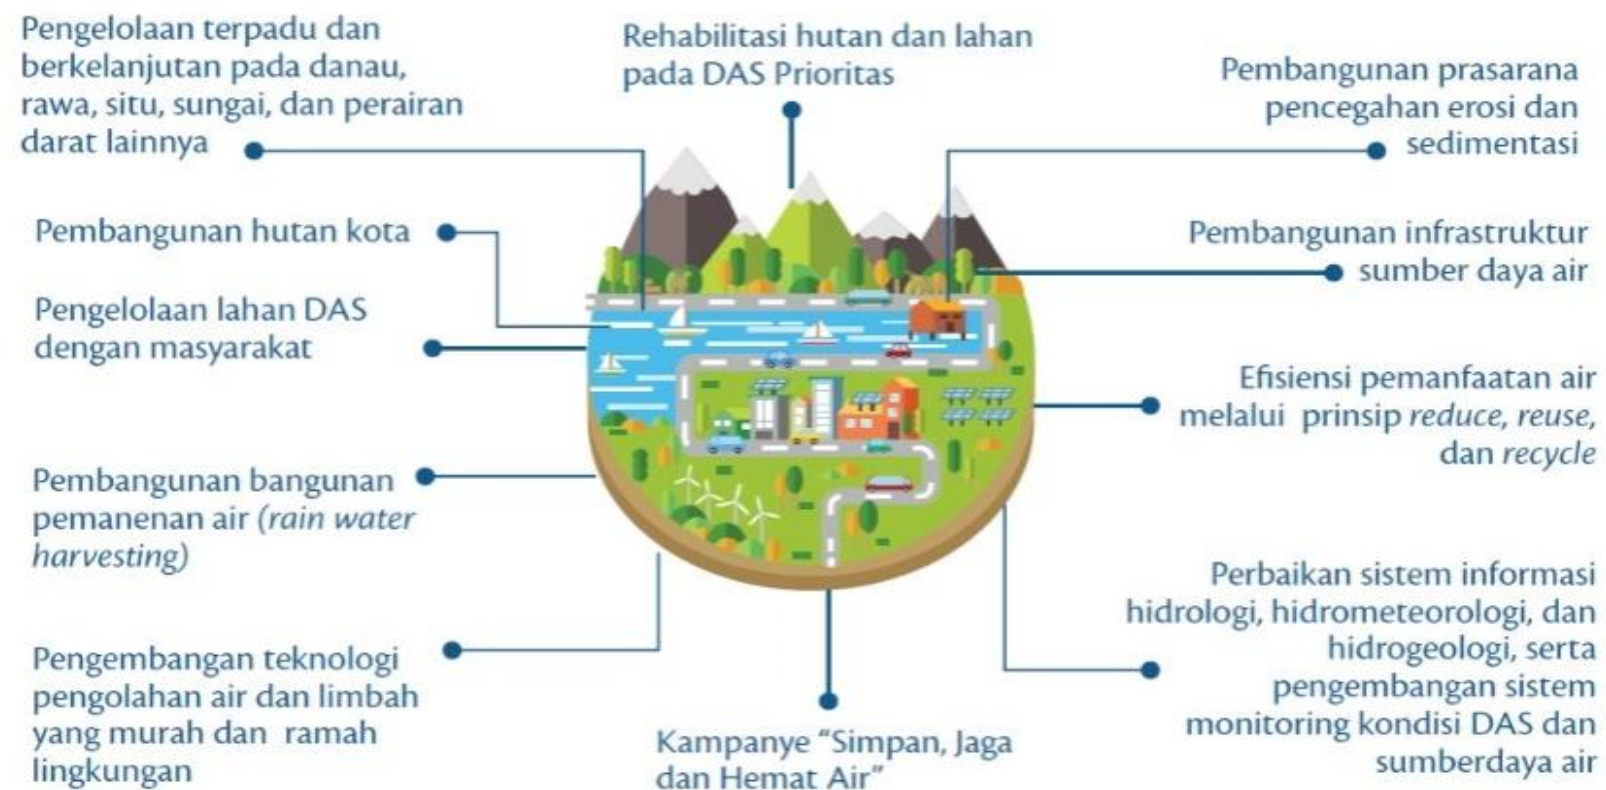 Pengelolaan terpadu dan
berkelanjutan pada danau,
rawa, situ, sungai, dan perairan
darat lainnya
Rehabilitasi hutan dan lahan
pada DAS Prioritas
Pembangunan prasarana
pencegahan erosi dan
sedimentasi
Pembangunan hutan kota
Pembangunan infrastruktur
sumber daya air
Pengelolaan lahan DAS
dengan masyarakat
Efisiensi pemanfaatan air
melalui prinsip reduce, reuse,
dan recycle
Pembangunan bangunan
pemanenan air (rain water
harvesting)
Perbaikan sistem informasi
hidrologi, hidrometeorologi, dan
hidrogeologi, serta
pengembangan sistem
monitoring kondisi DAS dan
sumberdaya air
Pengembangan teknologi
pengolahan air dan limbah
yang murah dan ramah
lingkungan
Kampanye “Simpan, Jaga
dan Hemat Air”